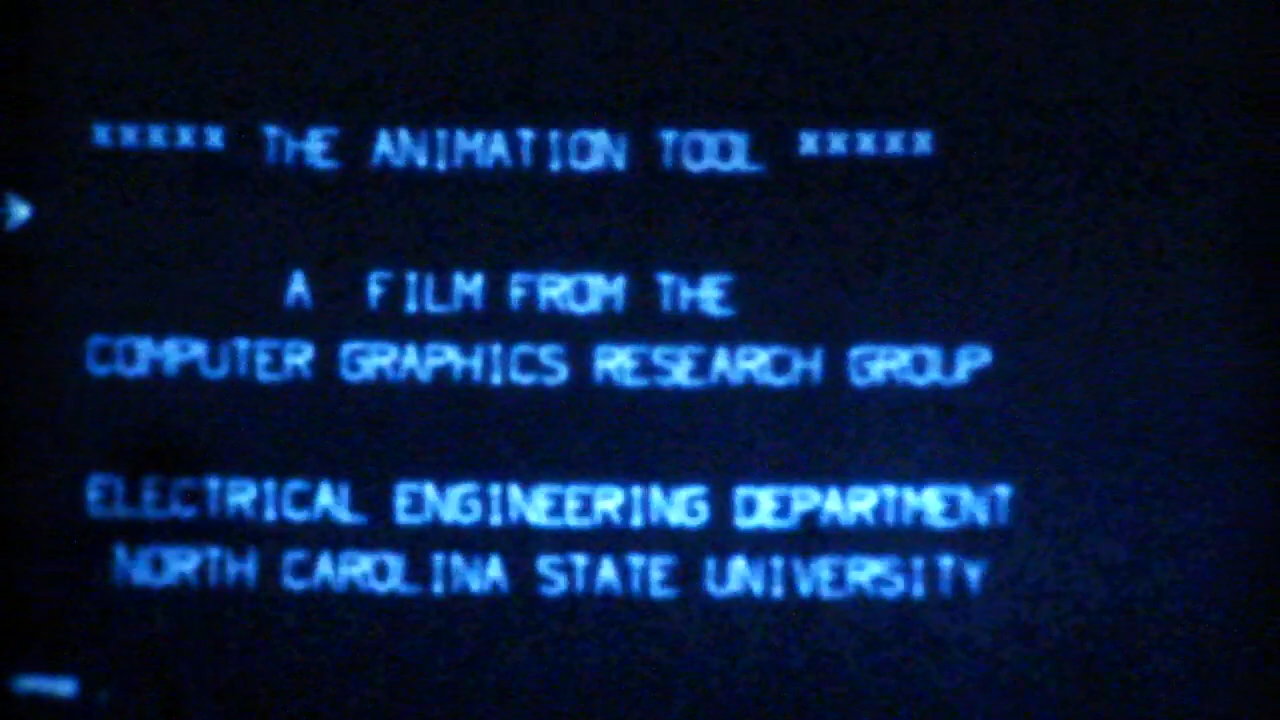 ***** THE ANIMATION TOOL *****
A FILM FROM THE
COMPUTER GRAPHICS RESEARCH GROUP
ELECTRICAL ENGINEERING DEPARTMENT
NORTH CAROLINA STATE UNIVERSITY